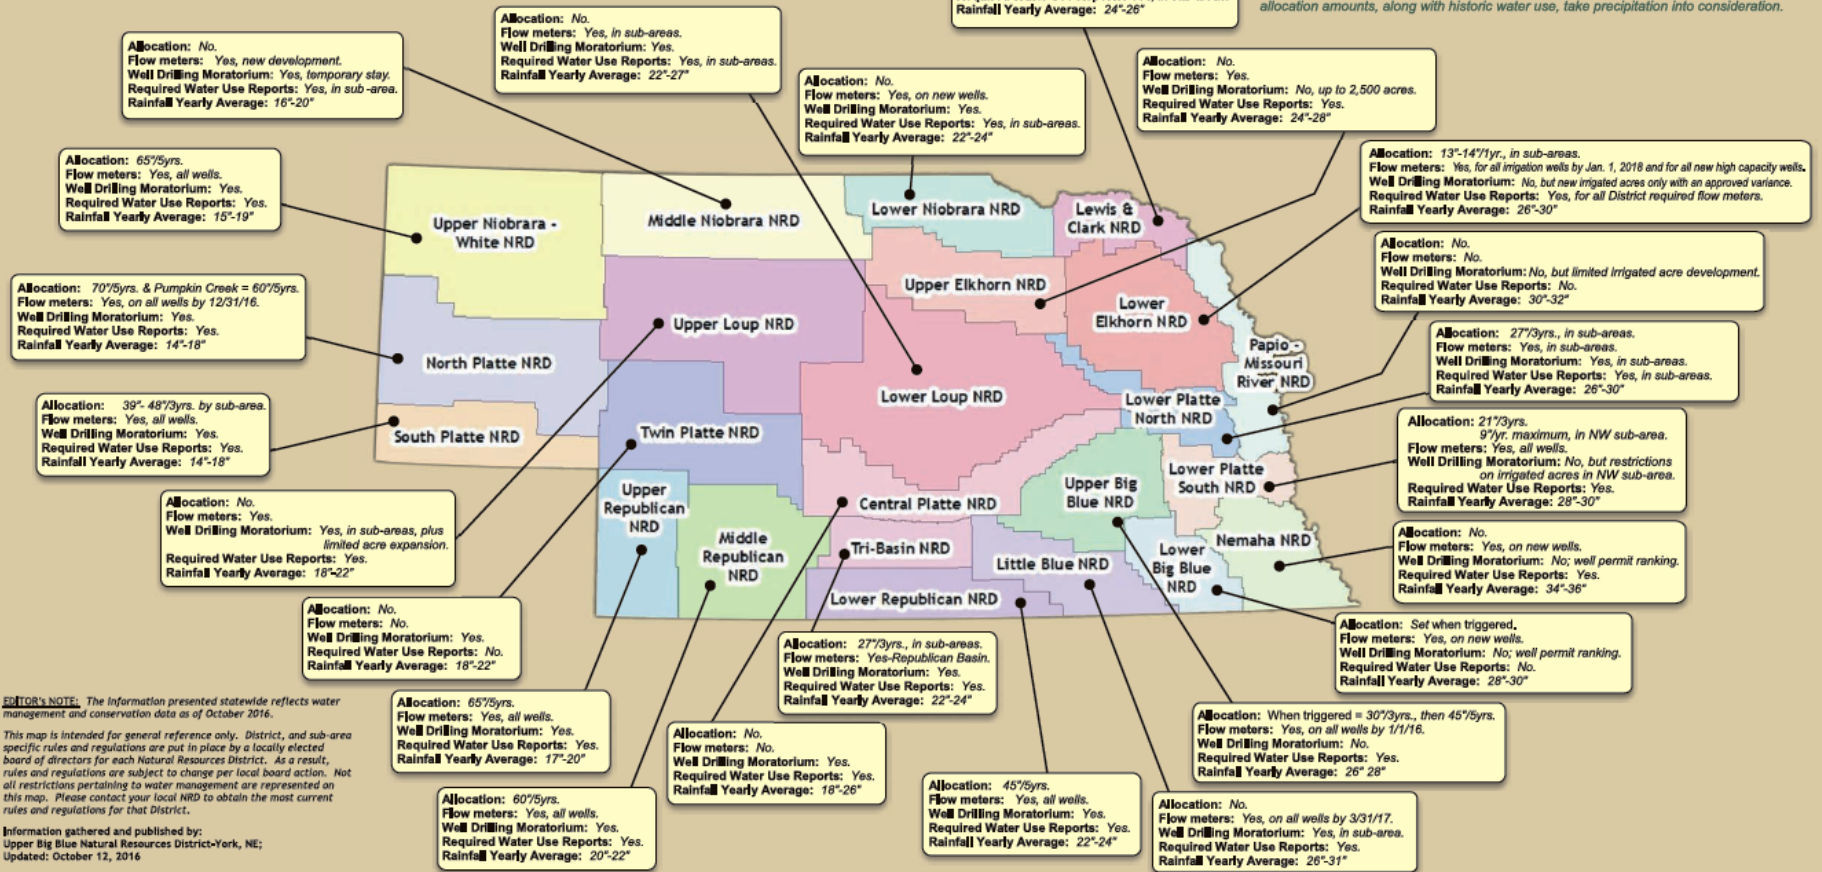 Rainfall Yearly Average: 24"-26"
allocation amounts, along with historic water use, take precipitation into consideration.
Allocation: No.
Flow meters: Yes, in sub-areas.
Well Drilling Moratorium: Yes.
Required Water Use Reports: Yes, in sub-areas.
Rainfall Yearly Average: 22"-27"
Allocation: No.
Flow meters: Yes, new development.
Well Drilling Moratorium: Yes, temporary stay.
Required Water Use Reports: Yes, in sub-area.
Rainfall Yearly Average: 16"-20"
Allocation: No.
Flow meters: Yes, on new wells.
Well Drilling Moratorium: Yes.
Required Water Use Reports: Yes, in sub-areas.
Rainfall Yearly Average: 22"-24"
Allocation: No.
Flow meters: Yes.
Well Drilling Moratorium: No, up to 2,500 acres.
Required Water Use Reports: Yes.
Rainfall Yearly Average: 24"-28"
Allocation: 65"/5yrs.
Flow meters: Yes, all wells.
Well Drilling Moratorium: Yes.
Required Water Use Reports: Yes.
Rainfall Yearly Average: 15"-19"
Allocation: 13"-14"/1yr., in sub-areas.
Flow meters: Yes, for all irrigation wells by Jan. 1, 2018 and for all new high capacity wells.
Well Drilling Moratorium: No, but new irrigated acres only with an approved variance.
Required Water Use Reports: Yes, for all District required flow meters.
Rainfall Yearly Average: 26"-30"
Allocation: No.
Flow meters: No.
Well Drilling Moratorium: No, but limited irrigated acre development.
Required Water Use Reports: No.
Rainfall Yearly Average: 30"-32"
Allocation: 70"/5yrs. & Pumpkin Creek = 60"/5yrs.
Flow meters: Yes, on all wells by 12/31/16.
Well Drilling Moratorium: Yes.
Required Water Use Reports: Yes.
Rainfall Yearly Average: 14"-18"
Allocation: 27"/3yrs., in sub-areas.
Flow meters: Yes, in sub-areas.
Well Drilling Moratorium: Yes, in sub-areas.
Required Water Use Reports: Yes, in sub-areas.
Rainfall Yearly Average: 26"-30"
Allocation: 39"- 48"/3yrs. by sub-area.
Flow meters: Yes, all wells.
Well Drilling Moratorium: Yes.
Required Water Use Reports: Yes.
Rainfall Yearly Average: 14"-18"
Allocation: 21"/3yrs.
9"/yr. maximum, in NW sub-area.
Flow meters: Yes, all wells.
Well Drilling Moratorium: No, but restrictions
on irrigated acres in NW sub-area.
Required Water Use Reports: Yes.
Rainfall Yearly Average: 28"-30"
Upper Niobrara -
White NRD
Middle Niobrara NRD
Lower Niobrara NRD
Lewis &
Clark NRD
Upper Elkhorn NRD
Lower
Elkhorn NRD
Upper Loup NRD
North Platte NRD
Papio -
Missouri
River NRD
Lower Loup NRD
Lower Platte
North NRD
South Platte NRD
Twin Platte NRD
Lower Platte
South NRD
Upper
Republican
NRD
Central Platte NRD
Upper Big
Blue NRD
Middle
Republican
NRD
Tri-Basin NRD
Little Blue NRD
Lower
Big Blue
NRD
Nemaha NRD
Lower Republican NRD
Allocation: No.
Flow meters: Yes.
Well Drilling Moratorium: Yes, in sub-areas, plus
limited acre expansion.
Required Water Use Reports: Yes.
Rainfall Yearly Average: 18"-22"
Allocation: No.
Flow meters: Yes, on new wells.
Well Drilling Moratorium: No; well permit ranking.
Required Water Use Reports: Yes.
Rainfall Yearly Average: 34"-36"
Allocation: No.
Flow meters: No.
Well Drilling Moratorium: Yes.
Required Water Use Reports: No.
Rainfall Yearly Average: 18"-22"
Allocation: Set when triggered.
Flow meters: Yes, on new wells.
Well Drilling Moratorium: No; well permit ranking.
Required Water Use Reports: No.
Rainfall Yearly Average: 28"-30"
Allocation: 27"/3yrs., in sub-areas.
Flow meters: Yes-Republican Basin.
Well Drilling Moratorium: Yes.
Required Water Use Reports: Yes.
Rainfall Yearly Average: 22"-24"
Allocation: 65"/5yrs.
Flow meters: Yes, all wells.
Well Drilling Moratorium: Yes.
Required Water Use Reports: Yes.
Rainfall Yearly Average: 17"-20"
Allocation: No.
Flow meters: No.
Well Drilling Moratorium: Yes.
Required Water Use Reports: Yes.
Rainfall Yearly Average: 18"-26"
Allocation: When triggered = 30"/3yrs., then 45"/5yrs.
Flow meters: Yes, on all wells by 1/1/16.
Well Drilling Moratorium: No.
Required Water Use Reports: Yes.
Rainfall Yearly Average: 26" 28"
Allocation: 60"/5yrs.
Flow meters: Yes, all wells.
Well Drilling Moratorium: Yes.
Required Water Use Reports: Yes.
Rainfall Yearly Average: 20"-22"
Allocation: 45"/5yrs.
Flow meters: Yes, all wells.
Well Drilling Moratorium: Yes.
Required Water Use Reports: Yes.
Rainfall Yearly Average: 22"-24"
Allocation: No.
Flow meters: Yes, on all wells by 3/31/17.
Well Drilling Moratorium: Yes, in sub-area.
Required Water Use Reports: Yes.
Rainfall Yearly Average: 26"-31"
EDITOR's NOTE: The information presented statewide reflects water
management and conservation data as of October 2016.
This map is intended for general reference only. District, and sub-area
specific rules and regulations are put in place by a locally elected
board of directors for each Natural Resources District. As a result,
rules and regulations are subject to change per local board action. Not
all restrictions pertaining to water management are represented on
this map. Please contact your local NRD to obtain the most current
rules and regulations for that District.
Information gathered and published by:
Upper Big Blue Natural Resources District-York, NE;
Updated: October 12, 2016